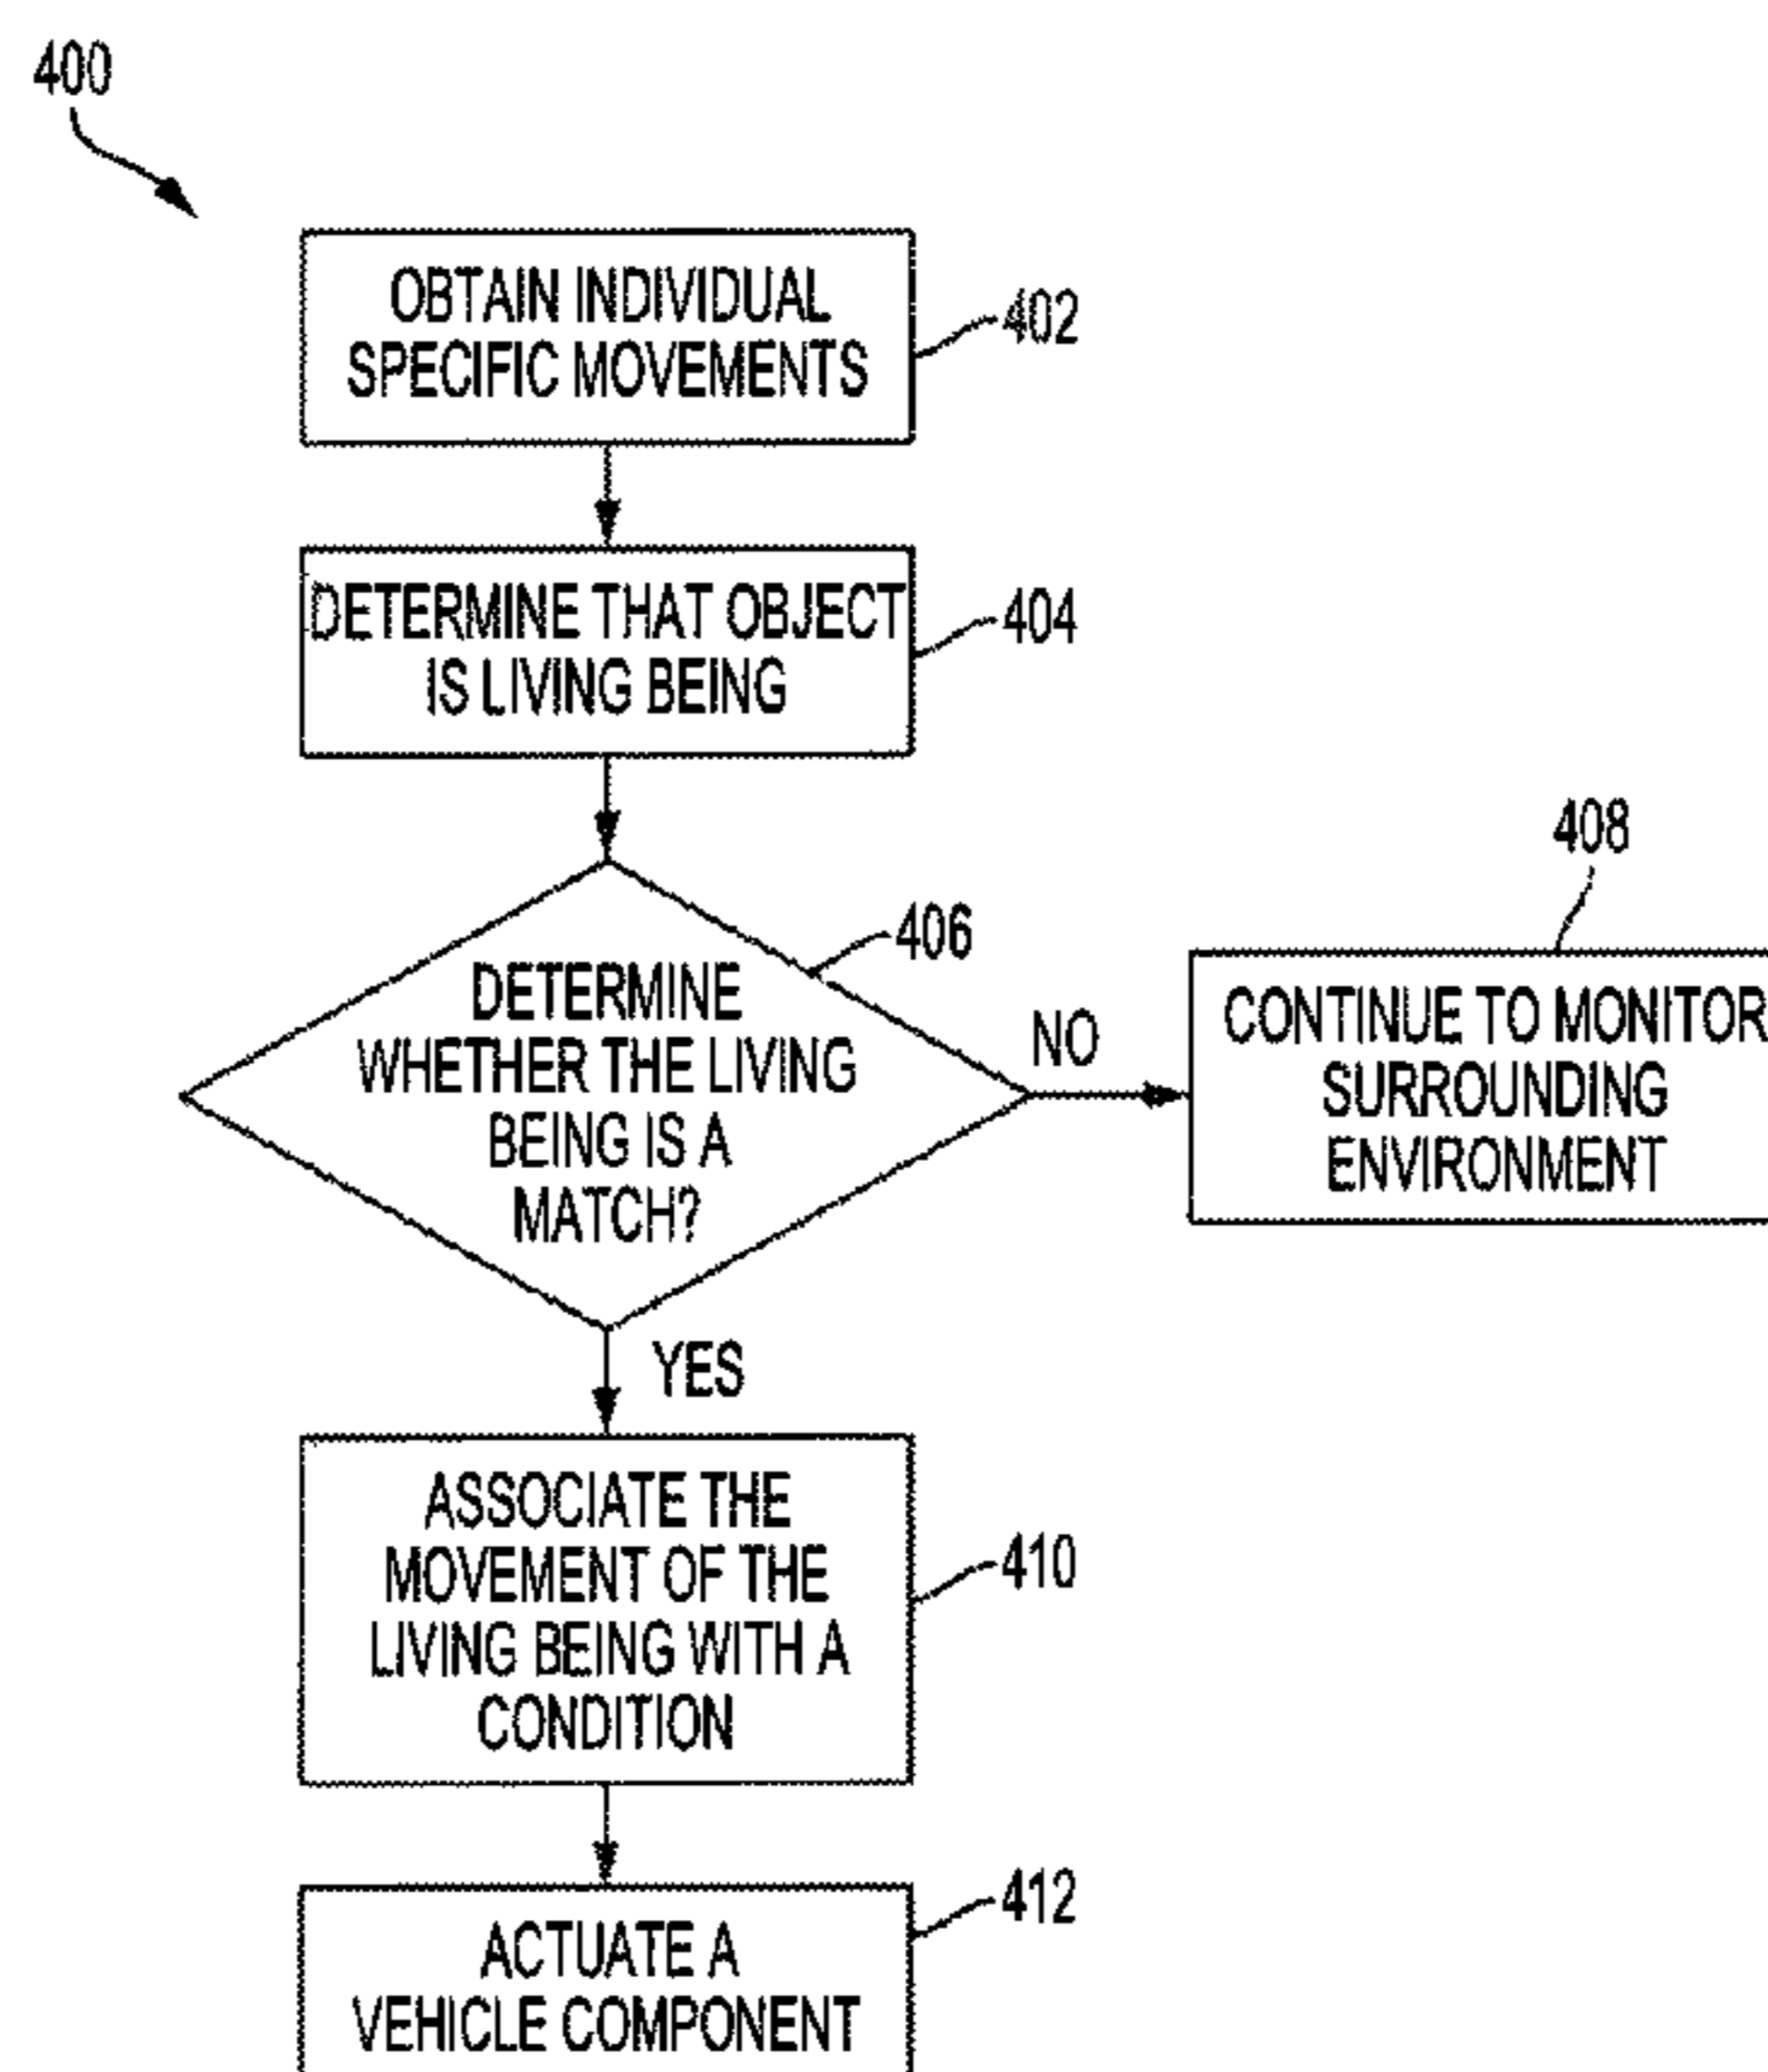 400
OBTAIN INDIVIDUAL
SPECIFIC MOVEMENTS
402
DETERMINE THAT OBJECT
IS LIVING BEING
404
406
DETERMINE
WHETHER THE LIVING
BEING IS A
MATCH?
NO
408
CONTINUE TO MONITOR
SURROUNDING
ENVIRONMENT
YES
ASSOCIATE THE
MOVEMENT OF THE
LIVING BEING WITH A
CONDITION
410
ACTUATE A
VEHICLE COMPONENT
412